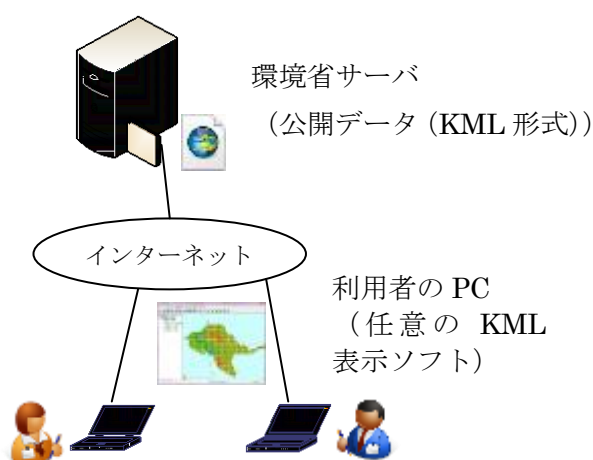 環境省サーバ
（公開データ（KML 形式））
インターネット
利用者の PC
（任意の KML
表示ソフト）